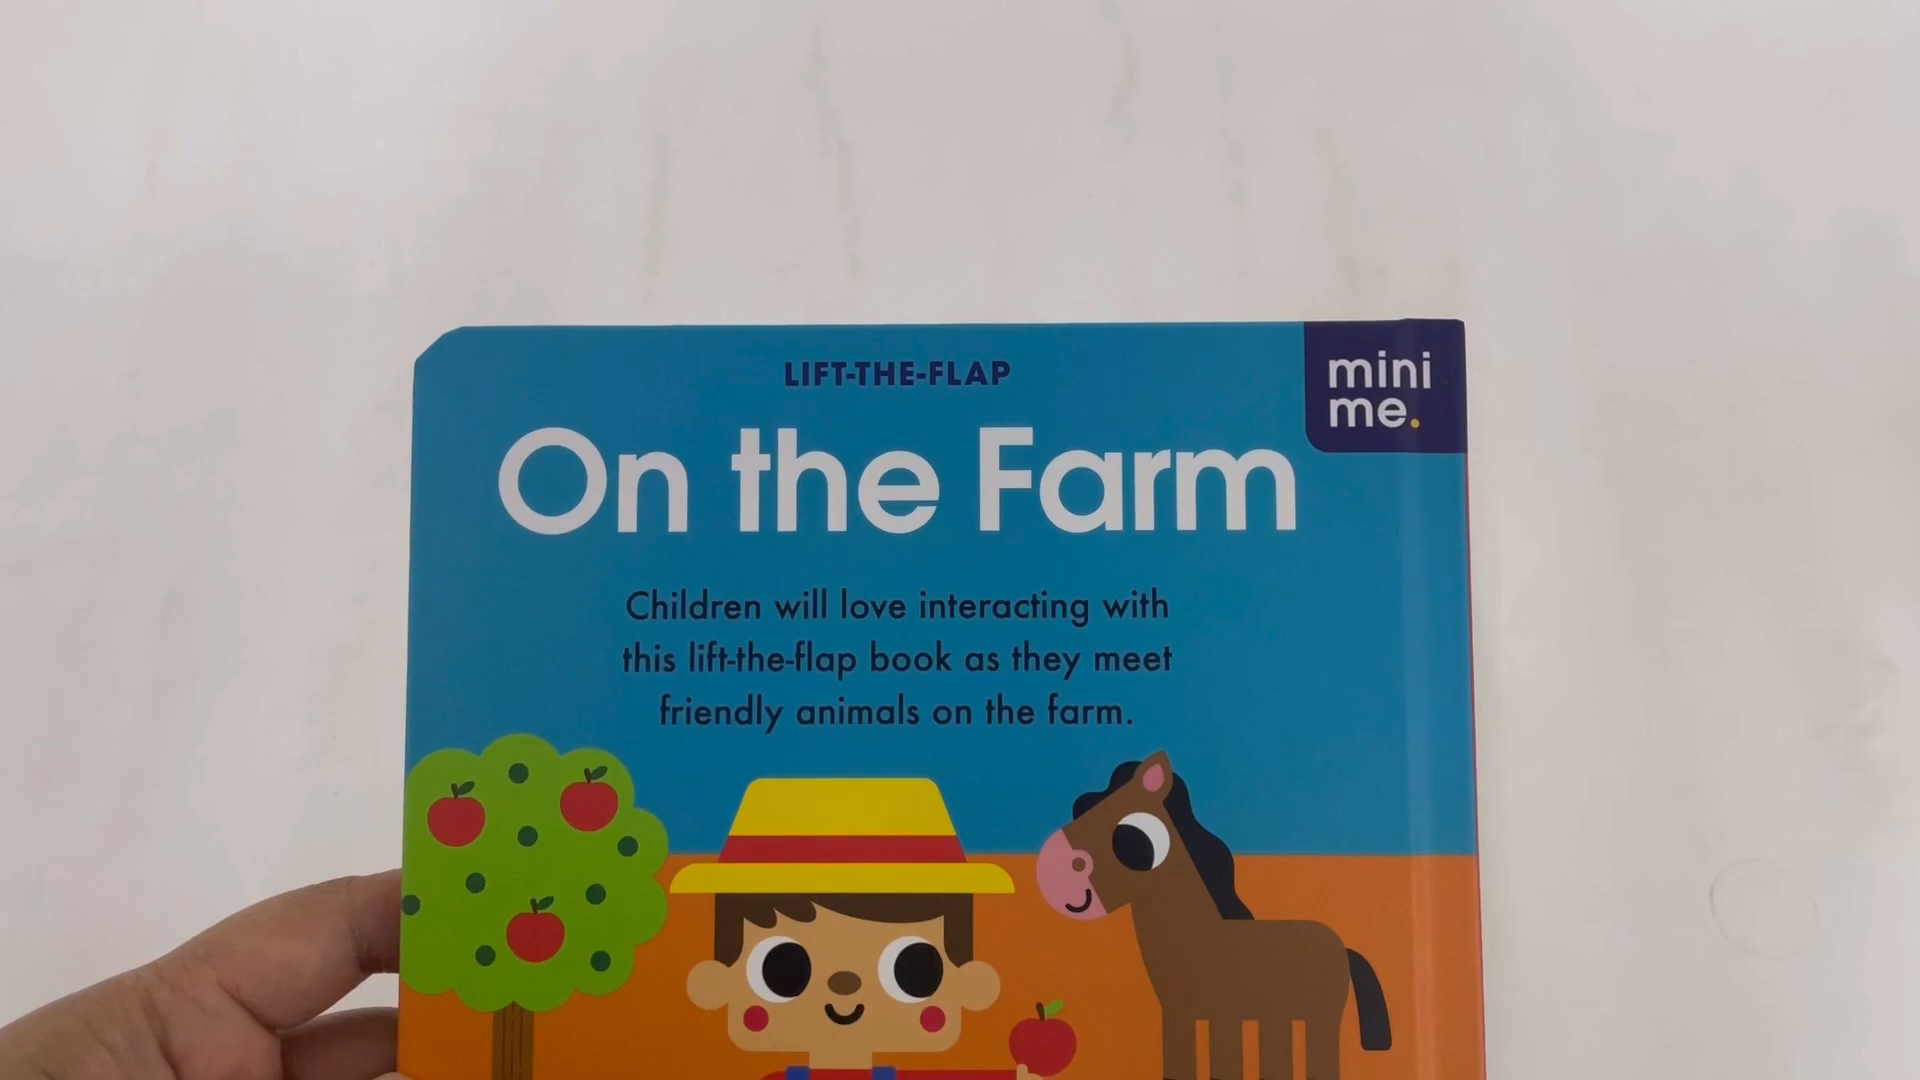 LIFT-THE-FLAP
mini
me.
On the Farm
Children will love interacting with
this lift-the-flap book as they meet
friendly animals on the farm.